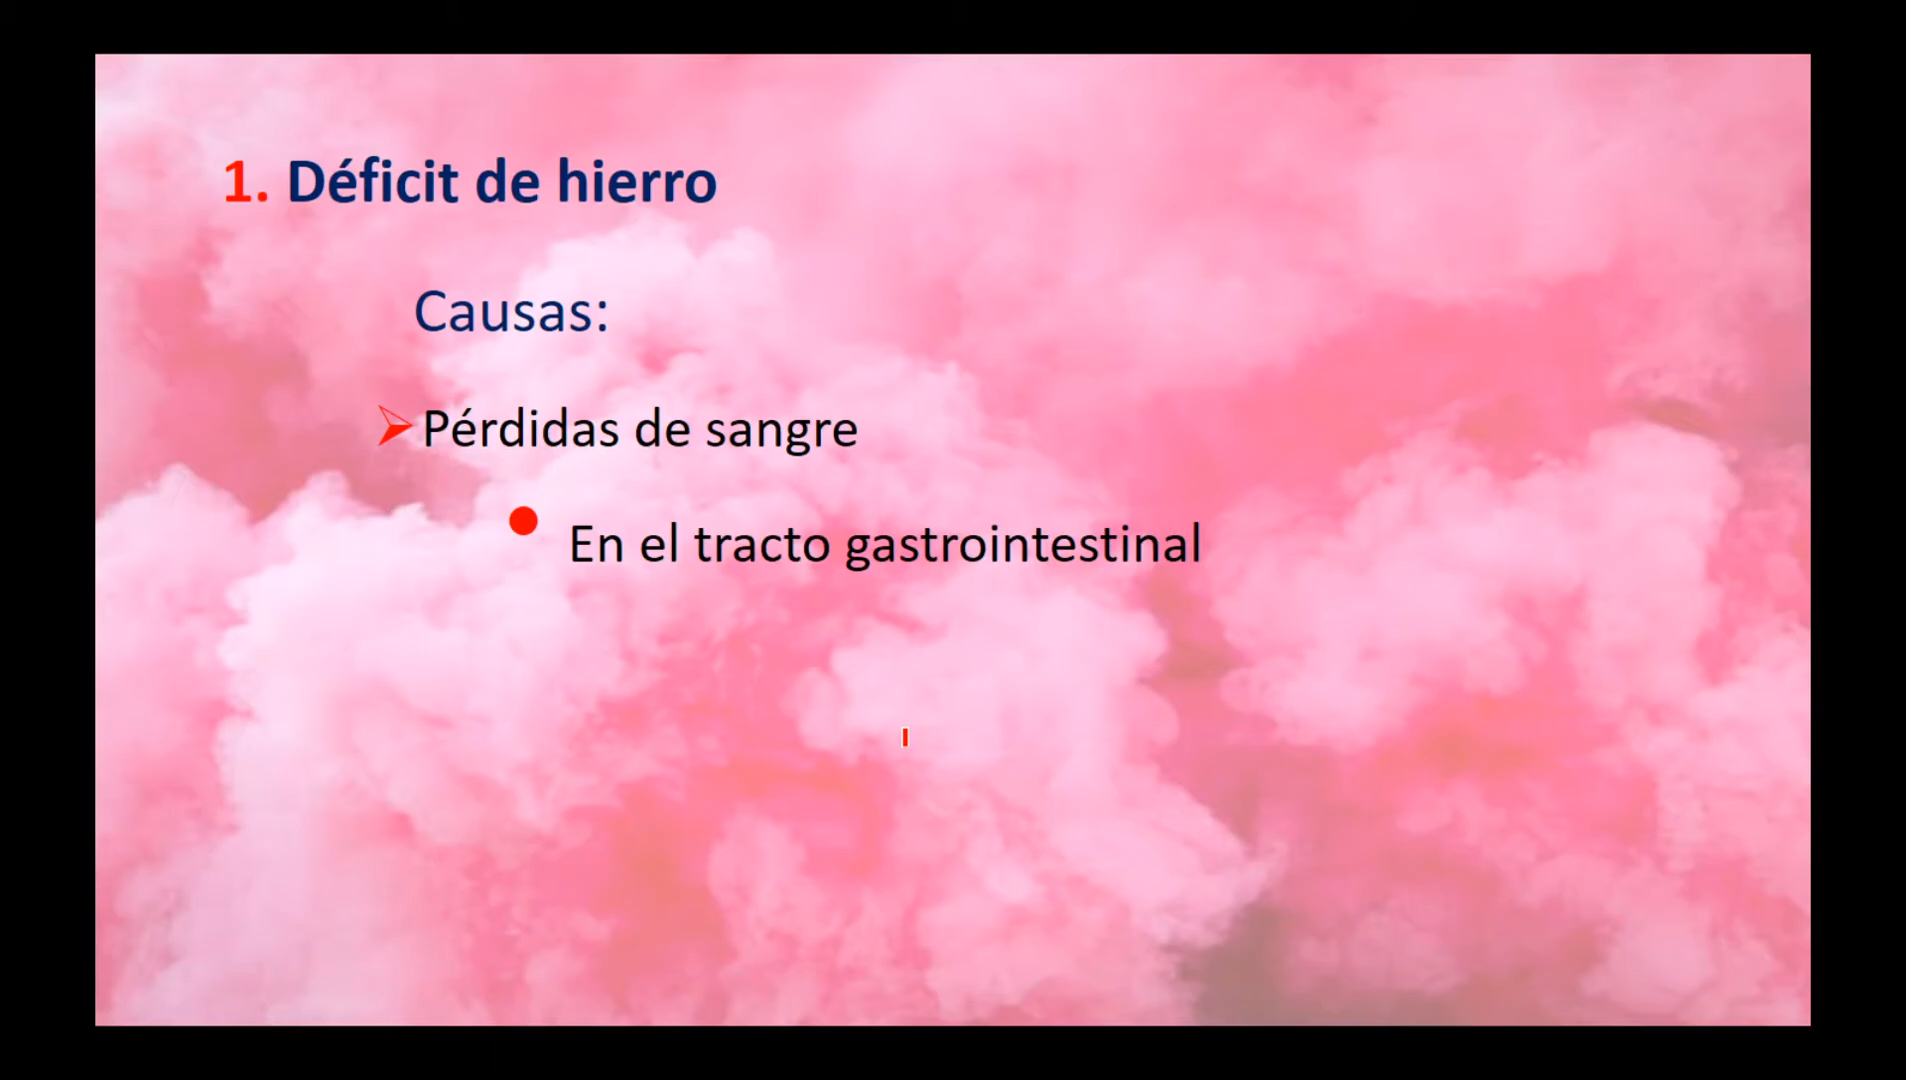 1. Déficit de hierro
Causas:
Pérdidas de sangre
En el tracto gastrointestinal